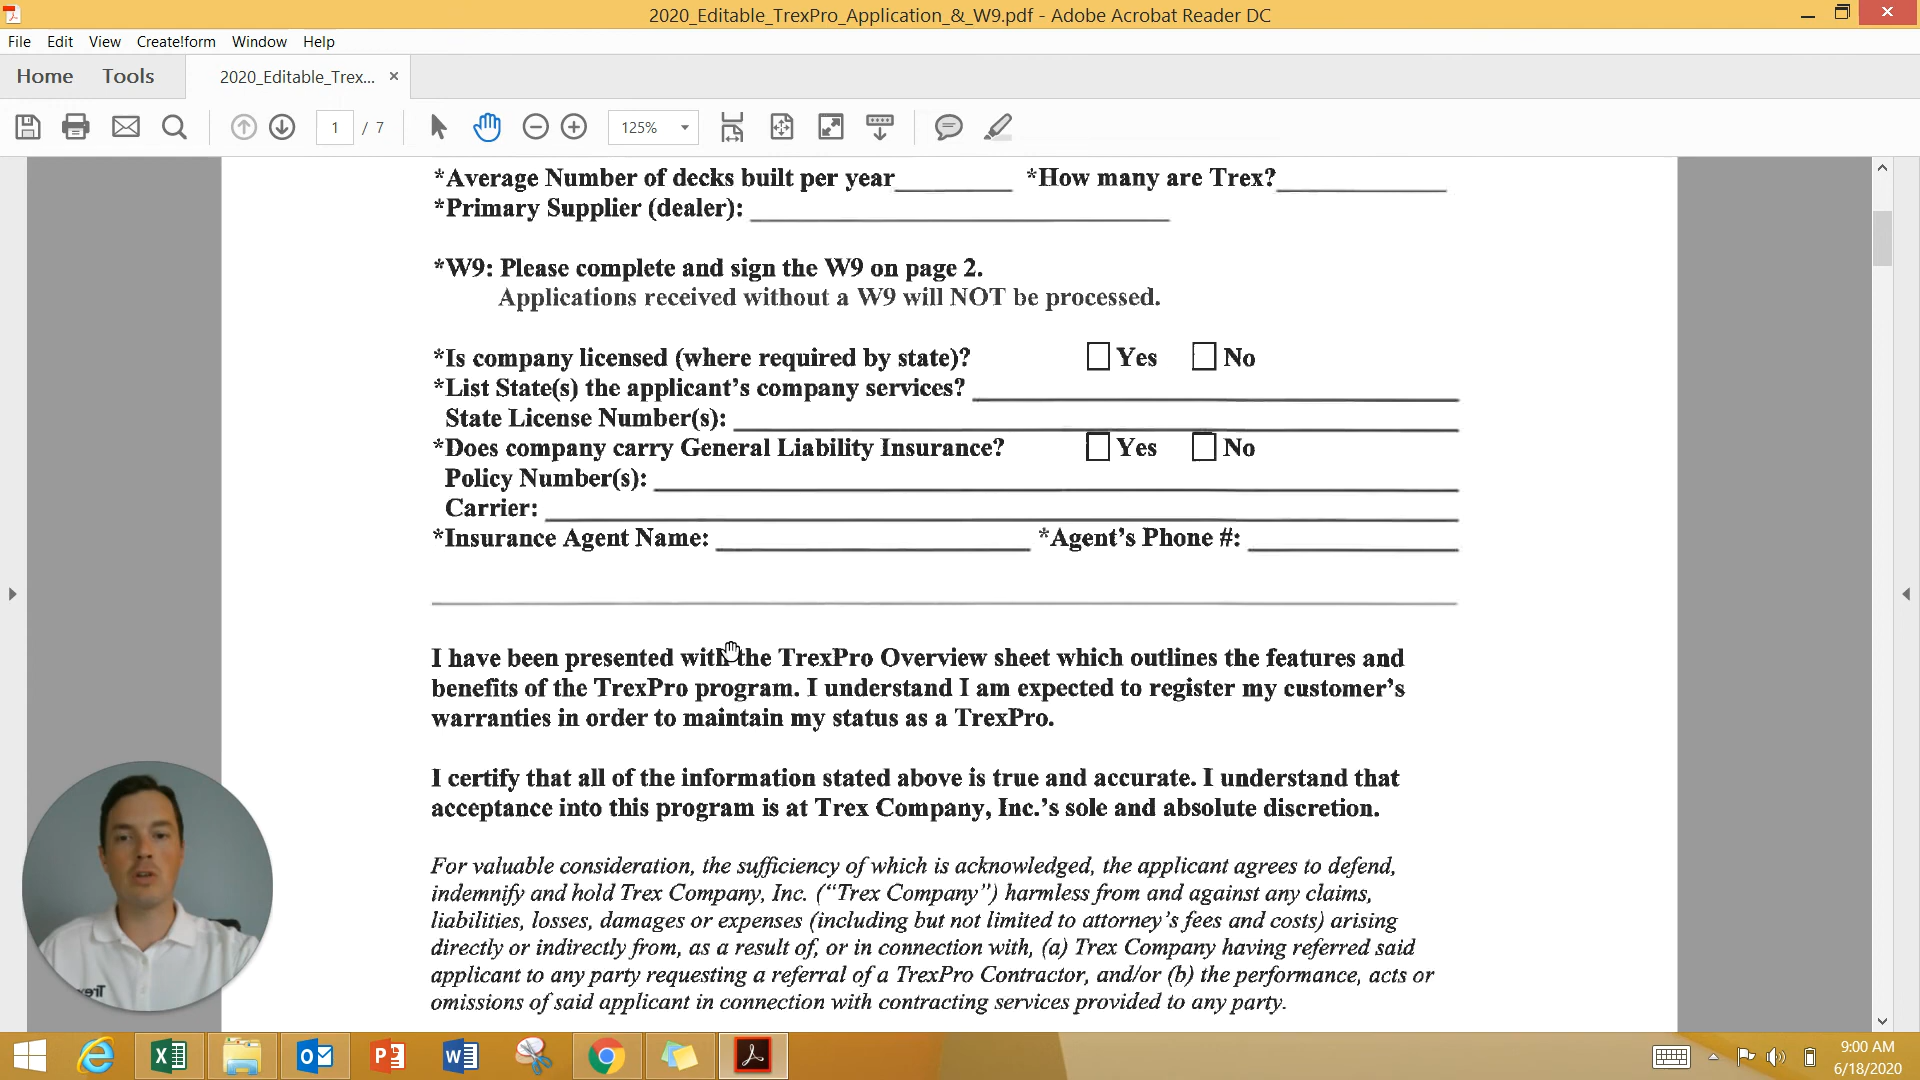 2020_Editable_TrexPro_Application_&_W9.pdf - Adobe Acrobat Reader DC
File Edit View Create!form Window Help
Home Tools 2020_Editable_Trex... ×
1 / 7 125%
*Average Number of decks built per year_________ *How many are Trex?_____________
*Primary Supplier (dealer): ________________________________
*W9: Please complete and sign the W9 on page 2.
Applications received without a W9 will NOT be processed.
*Is company licensed (where required by state)? Yes No
*List State(s) the applicant's company services? ______________________________________
State License Number(s): ________________________________________________________
*Does company carry General Liability Insurance? Yes No
Policy Number(s): ______________________________________________________________
Carrier: ______________________________________________________________________
*Insurance Agent Name: ________________________ *Agent's Phone #: ________________
I have been presented with the TrexPro Overview sheet which outlines the features and
benefits of the TrexPro program. I understand I am expected to register my customer's
warranties in order to maintain my status as a TrexPro.
I certify that all of the information stated above is true and accurate. I understand that
acceptance into this program is at Trex Company, Inc.'s sole and absolute discretion.
For valuable consideration, the sufficiency of which is acknowledged, the applicant agrees to defend,
indemnify and hold Trex Company, Inc. ("Trex Company") harmless from and against any claims,
liabilities, losses, damages or expenses (including but not limited to attorney's fees and costs) arising
directly or indirectly from, as a result of, or in connection with, (a) Trex Company having referred said
applicant to any party requesting a referral of a TrexPro Contractor, and/or (b) the performance, acts or
omissions of said applicant in connection with contracting services provided to any party.
Trex
9:00 AM
6/18/2020